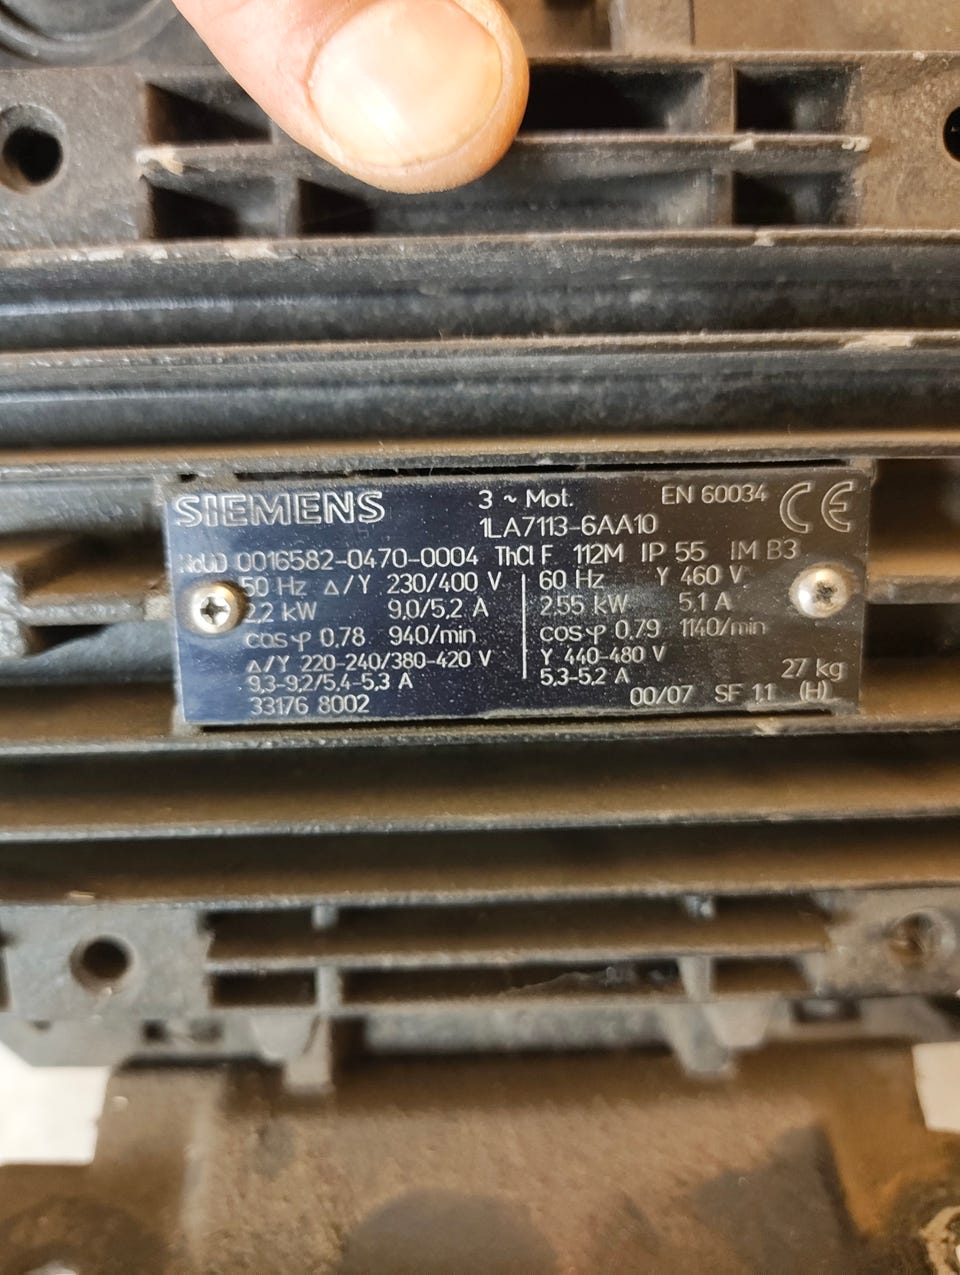 SIEMENS 3 ~ Mot. EN 60034 CE
1LA7113-6AA10
NoUD 0016582-0470-0004 ThCl F 112M IP 55 IM B3
50 Hz Δ/Y 230/400 V 60 Hz Y 460 V
2,2 kW 9,0/5,2 A 2.55 kW 5.1 A
cosφ 0,78 940/min cosφ 0,79 1140/min
Δ/Y 220-240/380-420 V Y 440-480 V
9,3-9,2/5,4-5,3 A 5,3-5,2 A 27 kg
33176 8002 00/07 SF 1.1 (H)